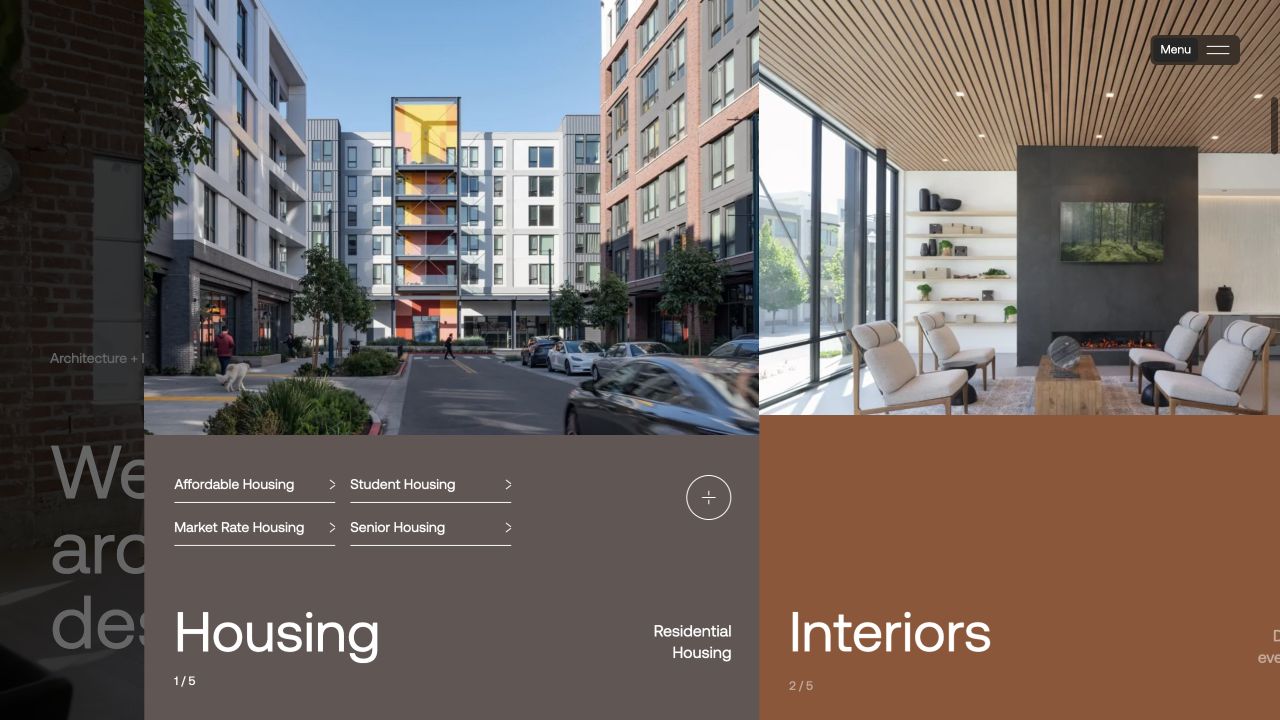 Menu
Architecture +
We
arc
des
Affordable Housing
Student Housing
Market Rate Housing
Senior Housing
Housing
Residential
Housing
1 / 5
Interiors
2 / 5
D
eve